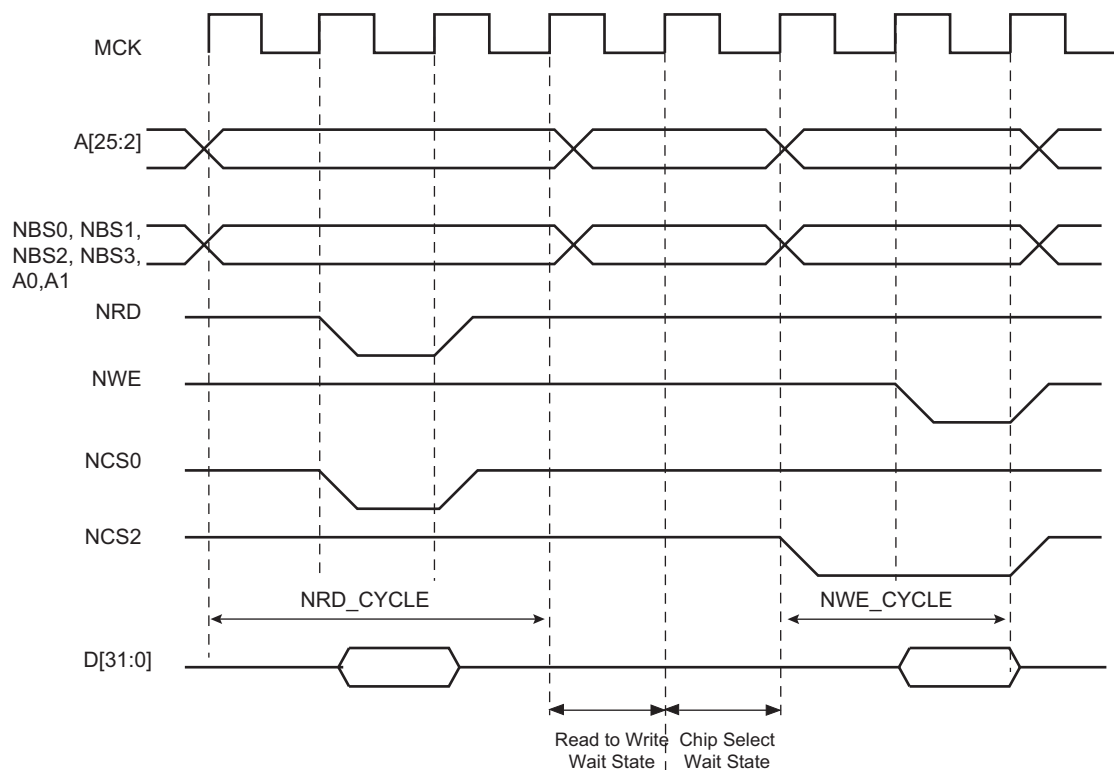 MCK
A[25:2]
NBS0, NBS1,
NBS2, NBS3,
A0,A1
NRD
NWE
NCS0
NCS2
NRD_CYCLE
NWE_CYCLE
D[31:0]
Read to Write
Wait State
Chip Select
Wait State